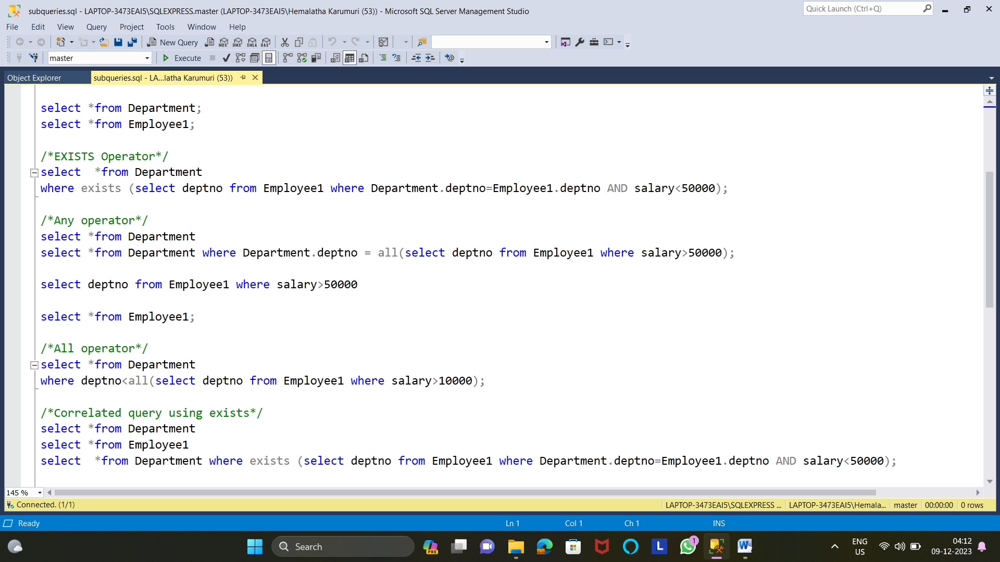 subqueries.sql - LAPTOP-3473EAI5\SQLEXPRESS.master (LAPTOP-3473EAI5\Hemalatha Karumuri (53)) - Microsoft SQL Server Management Studio
Quick Launch (Ctrl+Q)
File Edit View Query Project Tools Window Help
New Query MDX DMX XMLA DAX
master Execute
Object Explorer subqueries.sql - LA...latha Karumuri (53))
select *from Department;
select *from Employee1;
/*EXISTS Operator*/
select  *from Department
where exists (select deptno from Employee1 where Department.deptno=Employee1.deptno AND salary<50000);
/*Any operator*/
select *from Department
select *from Department where Department.deptno = all(select deptno from Employee1 where salary>50000);
select deptno from Employee1 where salary>50000
select *from Employee1;
/*All operator*/
select *from Department
where deptno<all(select deptno from Employee1 where salary>10000);
/*Correlated query using exists*/
select *from Department
select *from Employee1
select  *from Department where exists (select deptno from Employee1 where Department.deptno=Employee1.deptno AND salary<50000);
145 %
Connected. (1/1) LAPTOP-3473EAI5\SQLEXPRESS ... LAPTOP-3473EAI5\Hemala... master 00:00:00 0 rows
Ready Ln 1 Col 1 Ch 1 INS
Search PRE L 1 W
ENG
US
04:12
09-12-2023